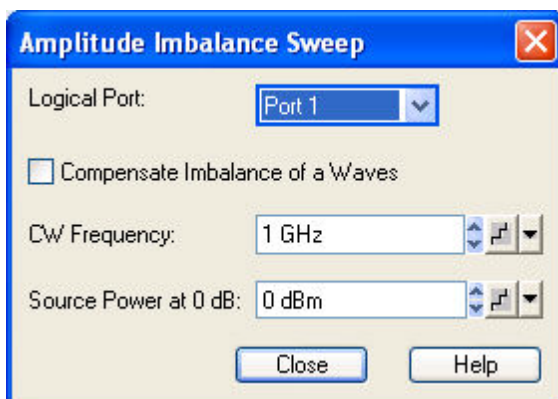 Amplitude Imbalance Sweep
Logical Port: Port 1
Compensate Imbalance of a Waves
CW Frequency: 1 GHz
Source Power at 0 dB: 0 dBm
Close Help